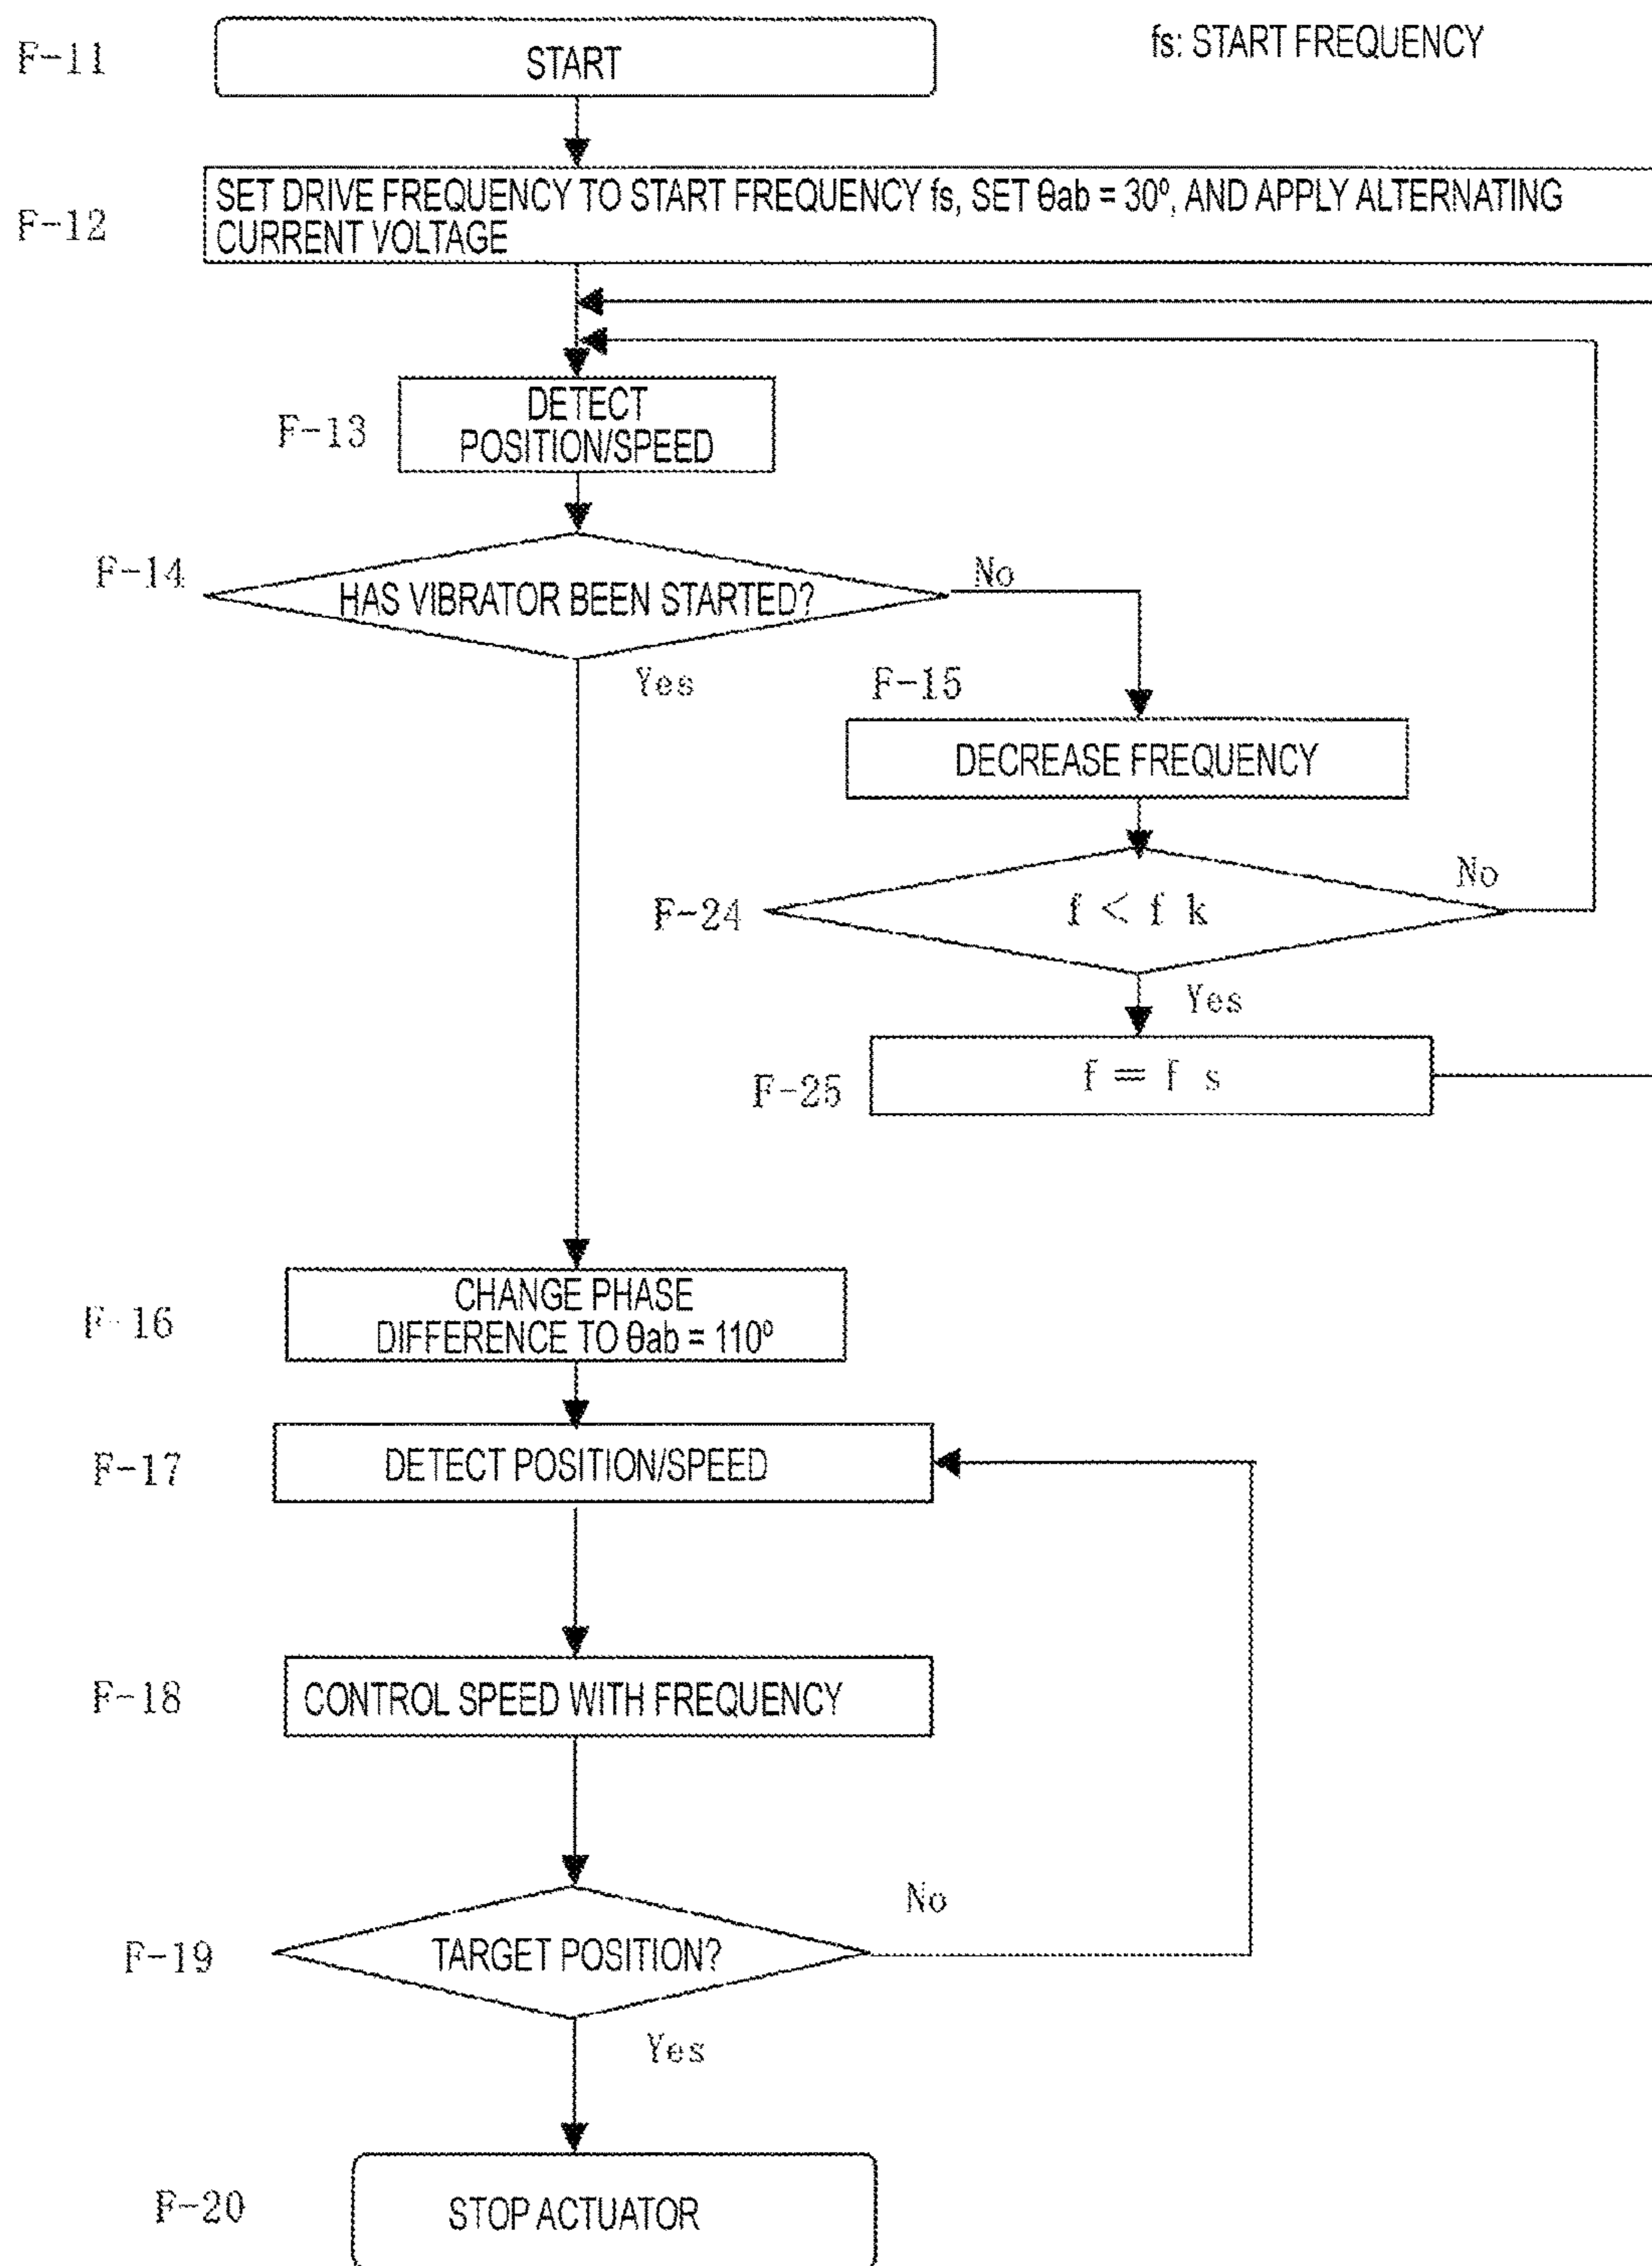 F-11
START
fs: START FREQUENCY
F-12
SET DRIVE FREQUENCY TO START FREQUENCY fs, SET θab = 30º, AND APPLY ALTERNATING
CURRENT VOLTAGE
F-13
DETECT
POSITION/SPEED
F-14
HAS VIBRATOR BEEN STARTED?
No
Yes
F-15
DECREASE FREQUENCY
F-24
f < f k
No
Yes
F-25
f = f s
F-16
CHANGE PHASE
DIFFERENCE TO θab = 110º
F-17
DETECT POSITION/SPEED
F-18
CONTROL SPEED WITH FREQUENCY
F-19
TARGET POSITION?
No
Yes
F-20
STOP ACTUATOR